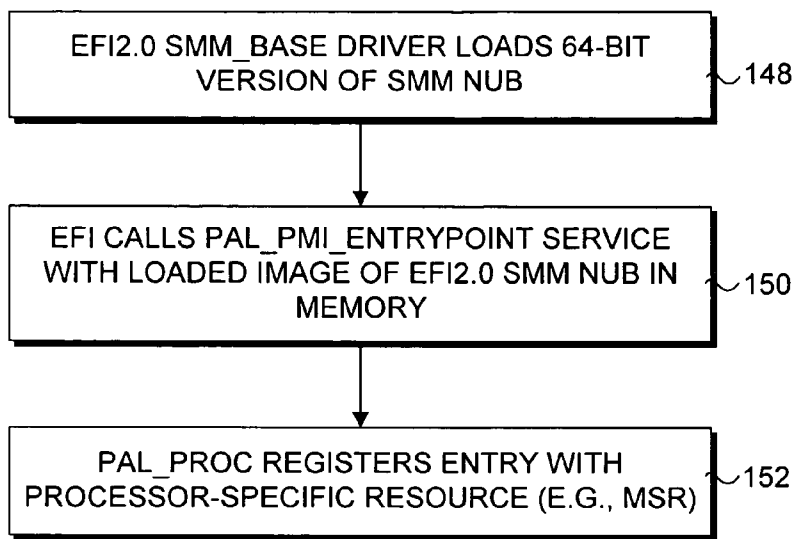 EFI2.0 SMM_BASE DRIVER LOADS 64-BIT
VERSION OF SMM NUB
148
EFI CALLS PAL_PMI_ENTRYPOINT SERVICE
WITH LOADED IMAGE OF EFI2.0 SMM NUB IN
MEMORY
150
PAL_PROC REGISTERS ENTRY WITH
PROCESSOR-SPECIFIC RESOURCE (E.G., MSR)
152